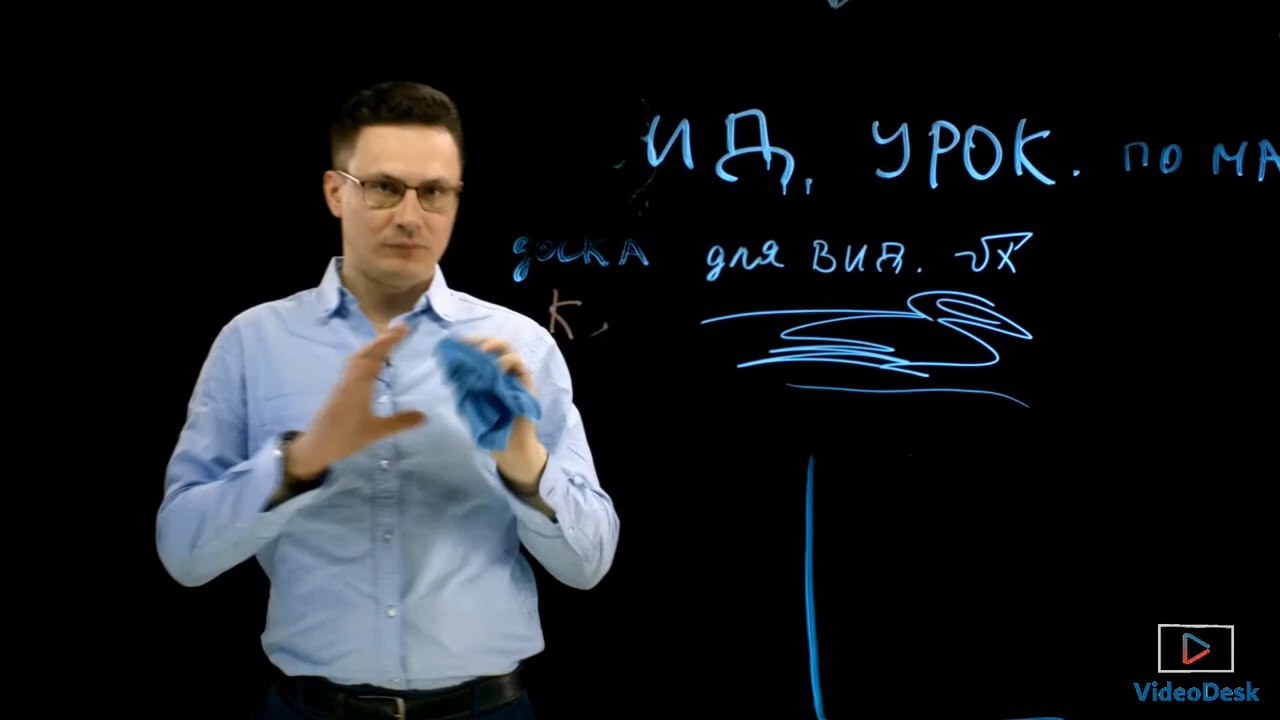 ИД. УРОК. ПО МА
доска для ВИД. √x
К,
VideoDesk